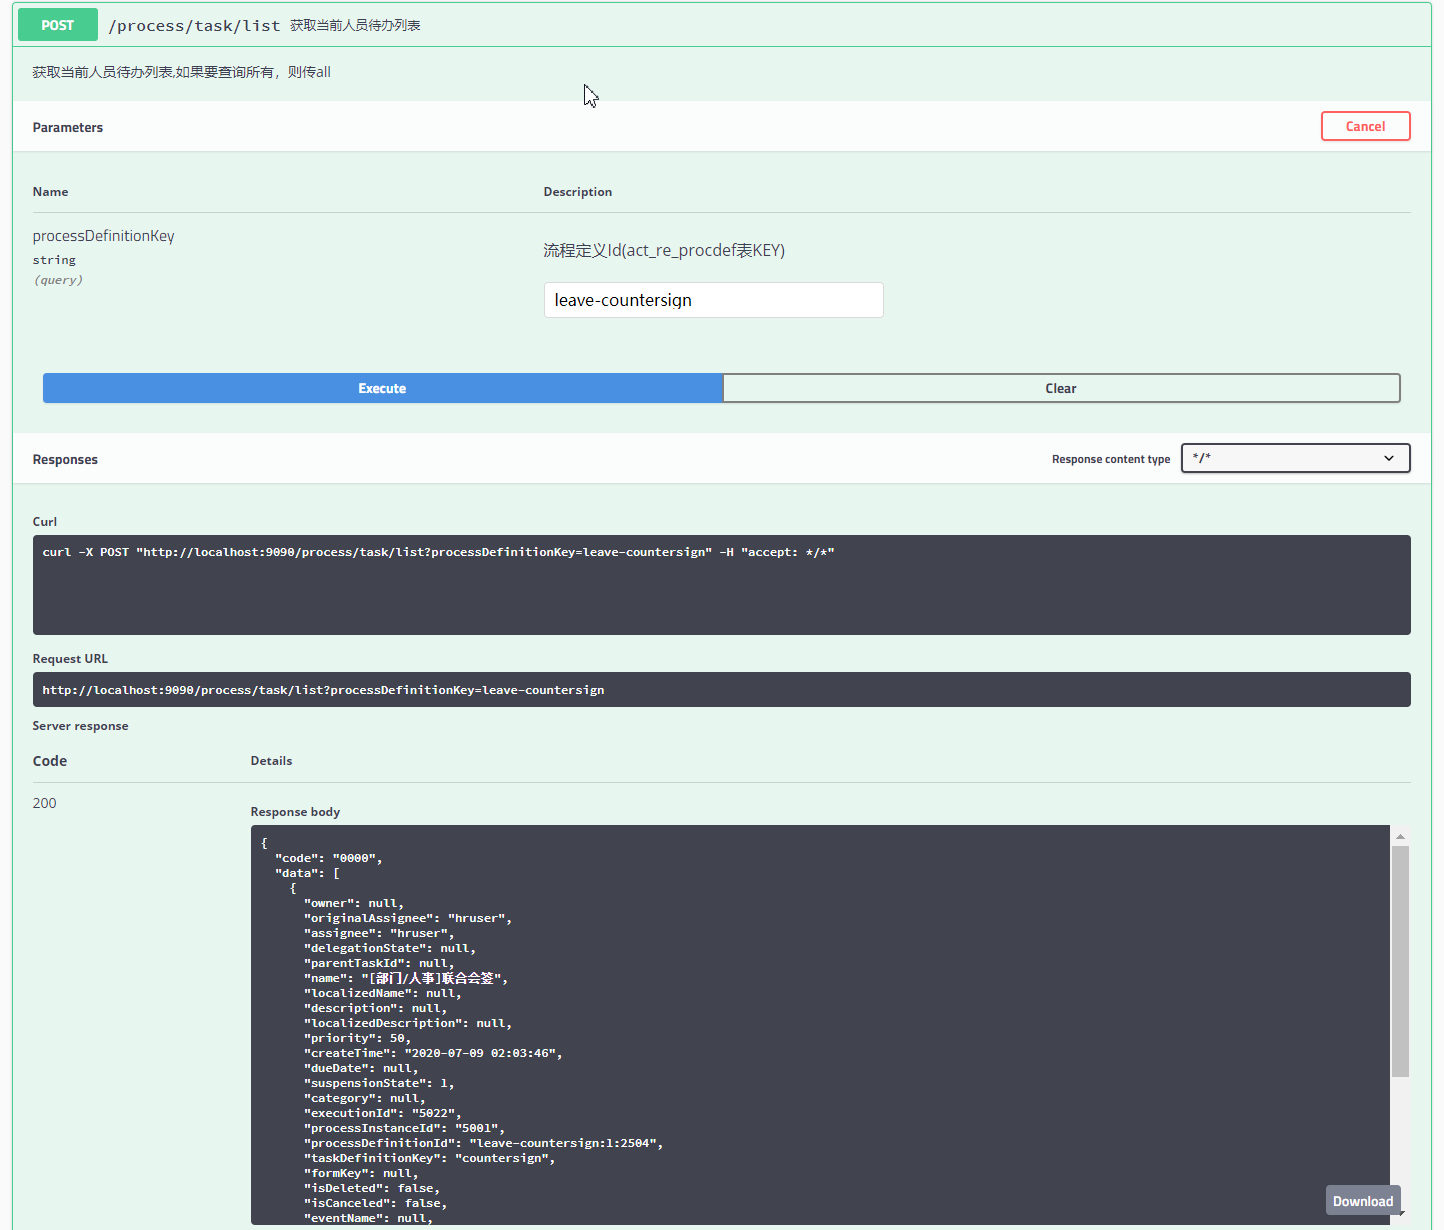 POST /process/task/list 获取当前人员待办列表
获取当前人员待办列表,如果要查询所有，则传all
Parameters
Cancel
Name Description
processDefinitionKey
string
(query)
流程定义Id(act_re_procdef表KEY)
leave-countersign
Execute Clear
Responses Response content type */*
Curl
curl -X POST "http://localhost:9090/process/task/list?processDefinitionKey=leave-countersign" -H "accept: */*"
Request URL
http://localhost:9090/process/task/list?processDefinitionKey=leave-countersign
Server response
Code Details
200
Response body
{
"code": "0000",
"data": [
{
"owner": null,
"originalAssignee": "hruser",
"assignee": "hruser",
"delegationState": null,
"parentTaskId": null,
"name": "[部门/人事]联合会签",
"localizedName": null,
"description": null,
"localizedDescription": null,
"priority": 50,
"createTime": "2020-07-09 02:03:46",
"dueDate": null,
"suspensionState": 1,
"category": null,
"executionId": "5022",
"processInstanceId": "5001",
"processDefinitionId": "leave-countersign:1:2504",
"taskDefinitionKey": "countersign",
"formKey": null,
"isDeleted": false,
"isCanceled": false,
"eventName": null,
Download